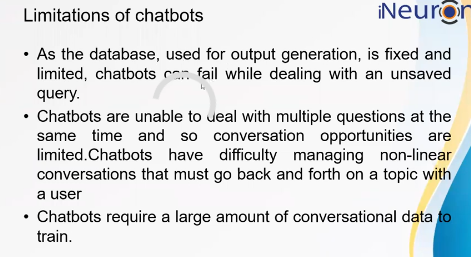 Limitations of chatbots
iNeuron
• As the database, used for output generation, is fixed and
limited, chatbots can fail while dealing with an unsaved
query.
• Chatbots are unable to deal with multiple questions at the
same time and so conversation opportunities are
limited.Chatbots have difficulty managing non-linear
conversations that must go back and forth on a topic with
a user
• Chatbots require a large amount of conversational data to
train.